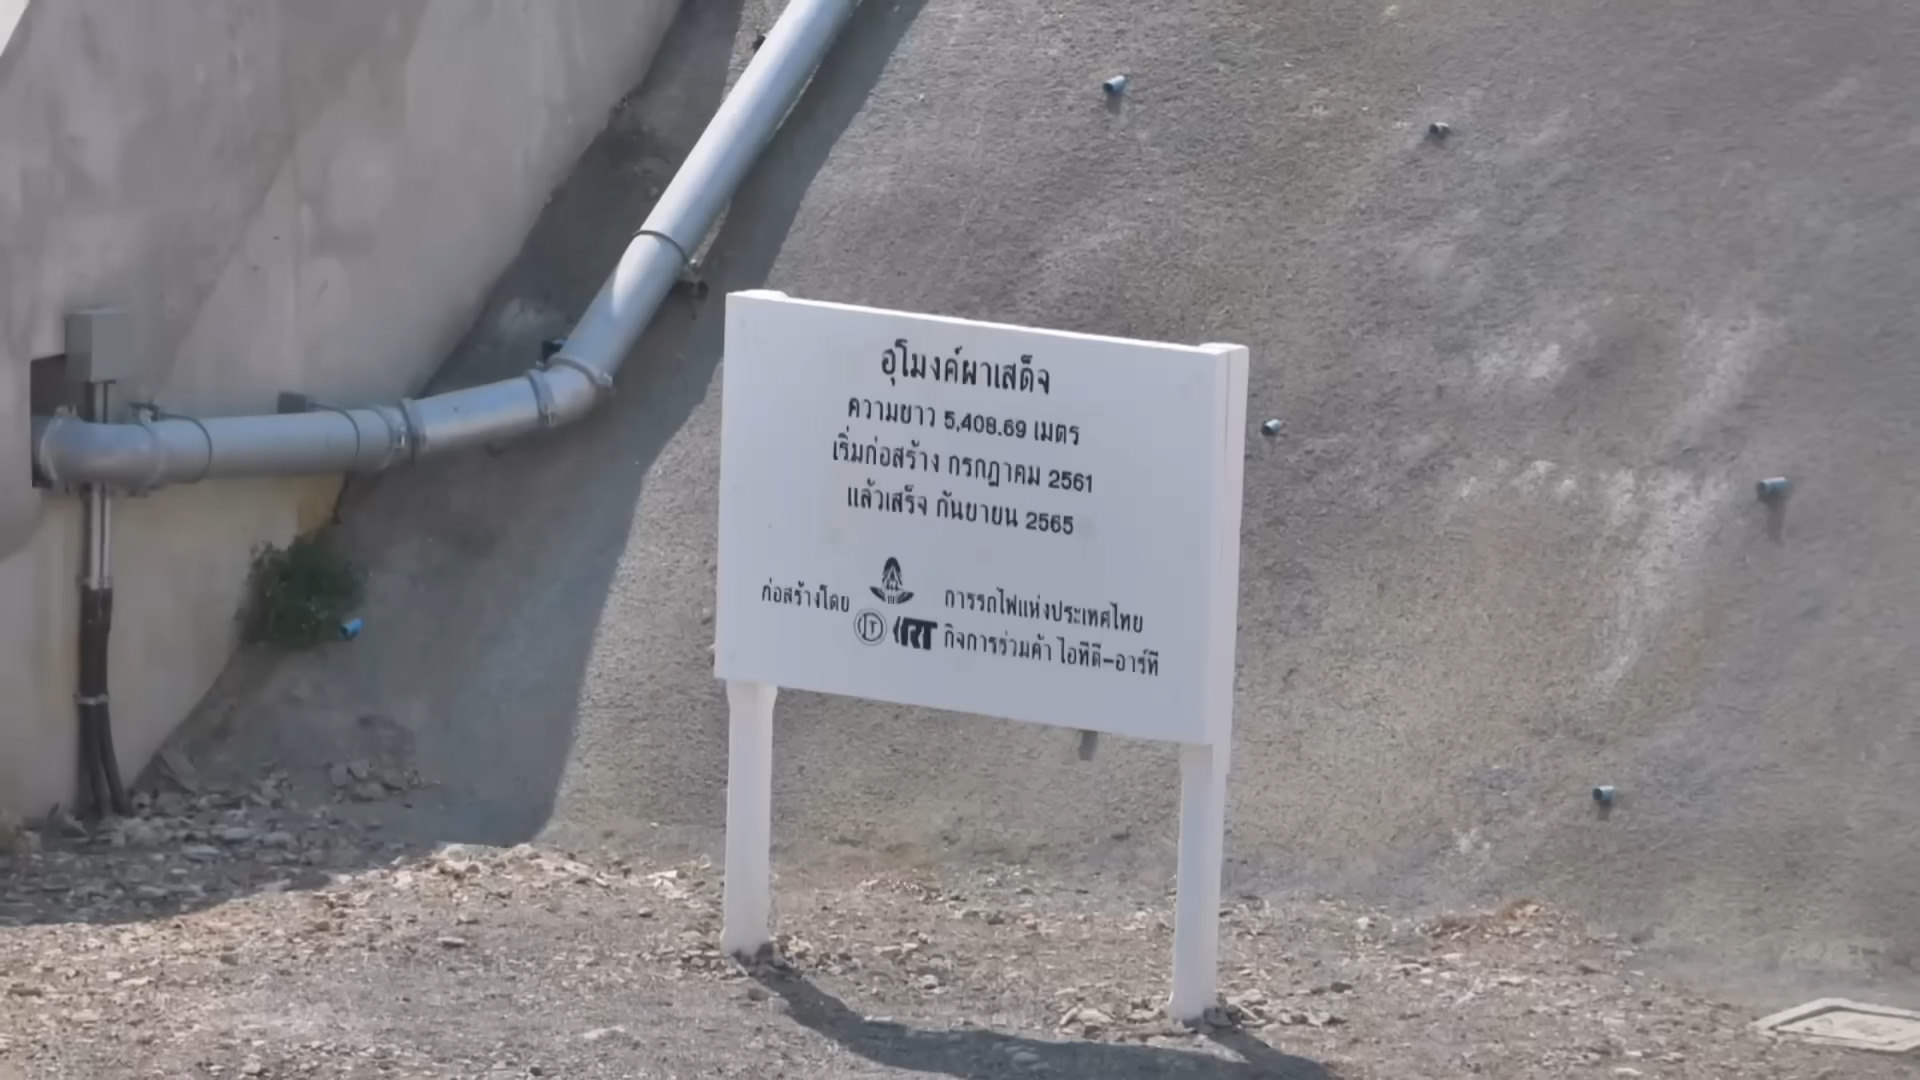 อุโมงค์ผาเสด็จ
ความยาว 5,408.69 เมตร
เริ่มก่อสร้าง กรกฎาคม 2561
แล้วเสร็จ กันยายน 2565
ก่อสร้างโดย การรถไฟแห่งประเทศไทย
IRT กิจการร่วมค้า ไอทีดี-อาร์ที